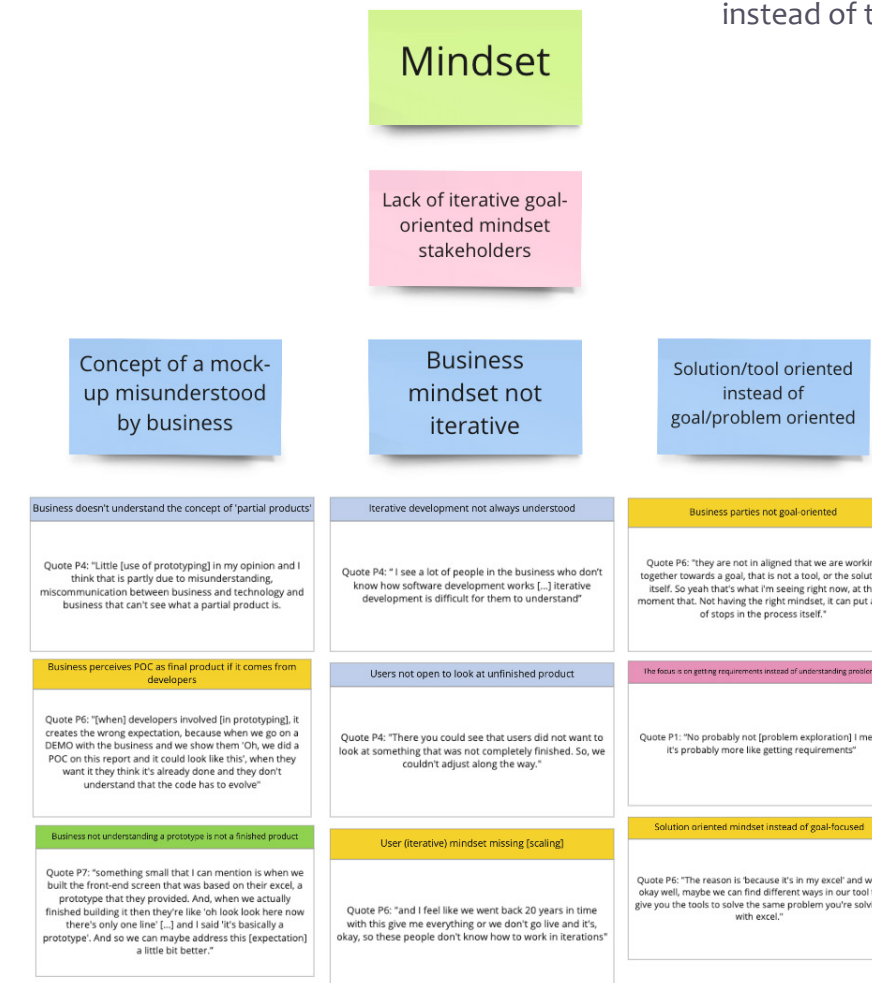 instead of t
Mindset
Lack of iterative goal-
oriented mindset
stakeholders
Concept of a mock-
up misunderstood
by business
Business
mindset not
iterative
Solution/tool oriented
instead of
goal/problem oriented
Business doesn't understand the concept of 'partial products'
Quote P4: "Little [use of prototyping] in my opinion and I
think that is partly due to misunderstanding,
miscommunication between business and technology and
business that can't see what a partial product is.
Business perceives POC as final product if it comes from
developers
Quote P6: "[when] developers involved [in prototyping], it
creates the wrong expectation, because when we go on a
DEMO with the business and we show them 'Oh, we did a
POC on this report and it could look like this', when they
want it they think it's already done and they don't
understand that the code has to evolve"
Business not understanding a prototype is not a finished product
Quote P7: "something small that I can mention is when we
built the front-end screen that was based on their excel, a
prototype that they provided. And, when we actually
finished building it then they're like 'oh look look here now
there's only one line' [...] and I said 'it's basically a
prototype'. And so we can maybe address this [expectation]
a little bit better."
Iterative development not always understood
Quote P4: " I see a lot of people in the business who don't
know how software development works [...] iterative
development is difficult for them to understand"
Users not open to look at unfinished product
Quote P4: "There you could see that users did not want to
look at something that was not completely finished. So, we
couldn't adjust along the way."
User (iterative) mindset missing [scaling]
Quote P6: "and I feel like we went back 20 years in time
with this give me everything or we don't go live and it's,
okay, so these people don't know how to work in iterations"
Business parties not goal-oriented
Quote P6: "they are not in aligned that we are workin
together towards a goal, that is not a tool, or the solut
itself. So yeah that's what i'm seeing right now, at th
moment that. Not having the right mindset, it can put a
of stops in the process itself."
The focus is on getting requirements instead of understanding problem
Quote P1: "No probably not [problem exploration] I me
it's probably more like getting requirements"
Solution oriented mindset instead of goal-focused
Quote P6: "The reason is 'because it's in my excel' and w
okay well, maybe we can find different ways in our tool t
give you the tools to solve the same problem you're solvi
with excel."